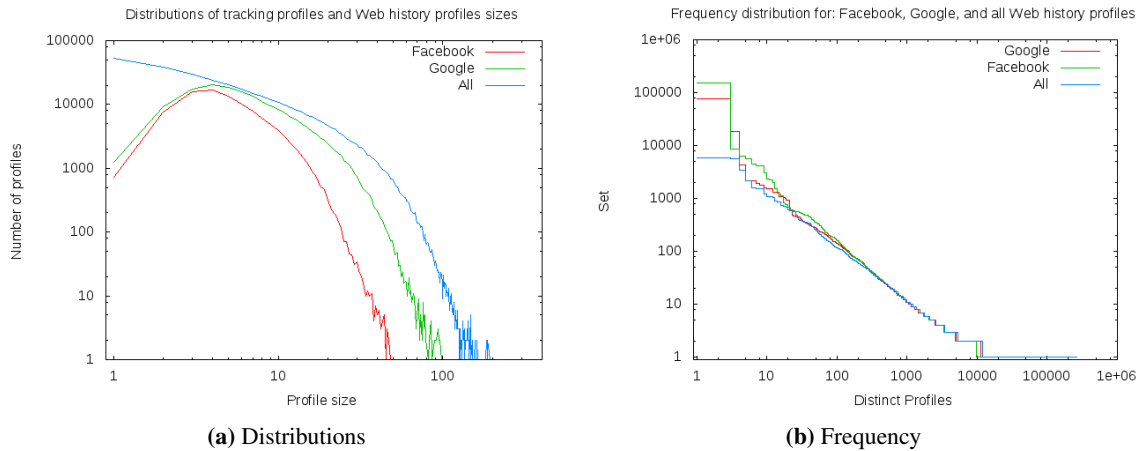 Distributions of tracking profiles and Web history profiles sizes
100000
10000
1000
100
10
1
1
10
100
Number of profiles
Profile size
Facebook
Google
All
(a) Distributions
Frequency distribution for: Facebook, Google, and all Web history profiles
1e+06
100000
10000
1000
100
10
1
1
10
100
1000
10000
100000
1e+06
Set
Distinct Profiles
Google
Facebook
All
(b) Frequency